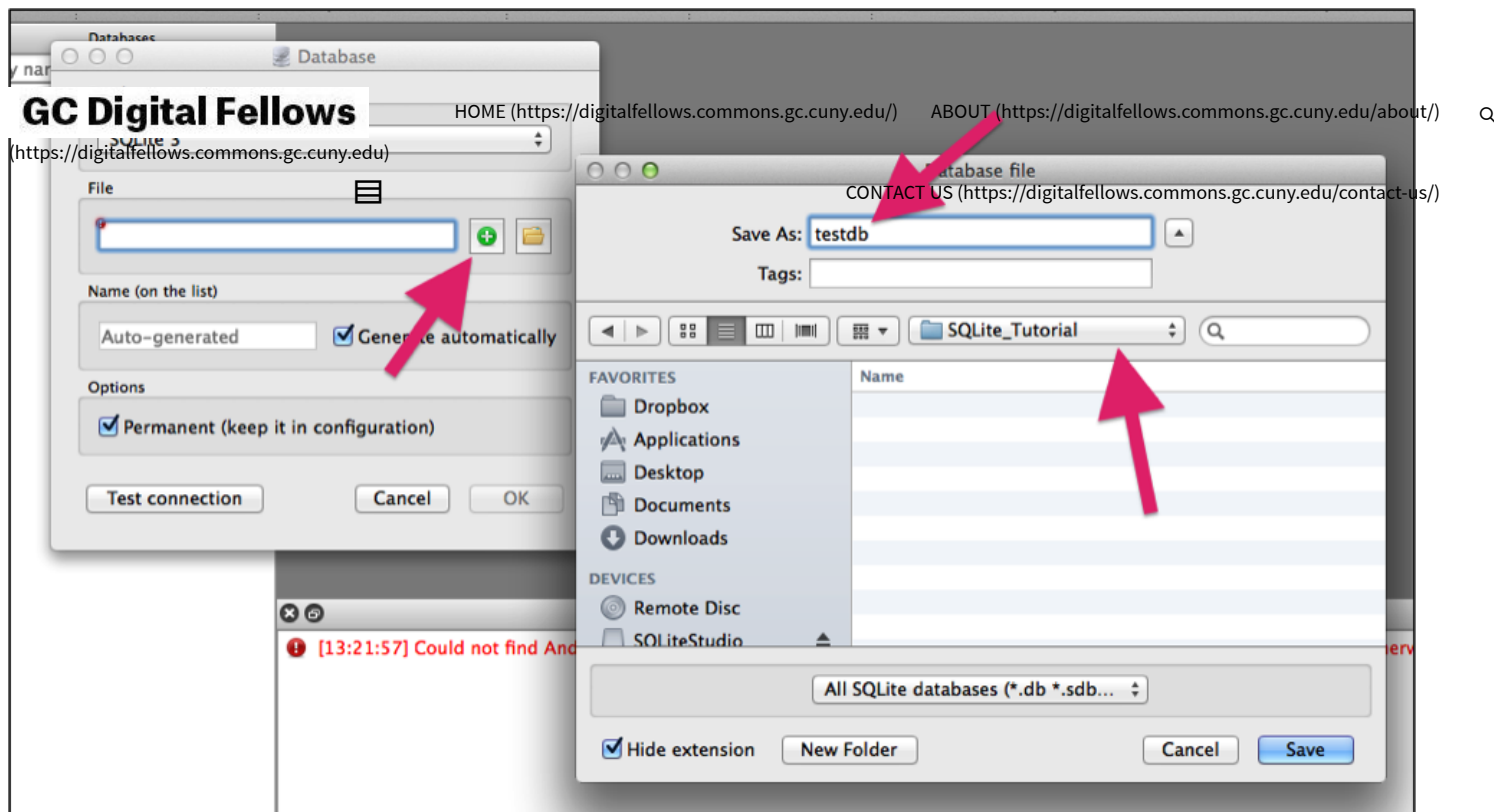 Databases
Database
GC Digital Fellows
HOME (https://digitalfellows.commons.gc.cuny.edu/)
ABOUT (https://digitalfellows.commons.gc.cuny.edu/about/)
SQLite 3
(https://digitalfellows.commons.gc.cuny.edu)
CONTACT US (https://digitalfellows.commons.gc.cuny.edu/contact-us/)
File
Name (on the list)
Auto-generated
Generate automatically
Options
Permanent (keep it in configuration)
Test connection
Cancel
OK
Database file
Save As: testdb
Tags:
SQLite_Tutorial
FAVORITES
Name
Dropbox
Applications
Desktop
Documents
Downloads
DEVICES
Remote Disc
SQLiteStudio
[13:21:57] Could not find And
All SQLite databases (*.db *.sdb...
Hide extension
New Folder
Cancel
Save